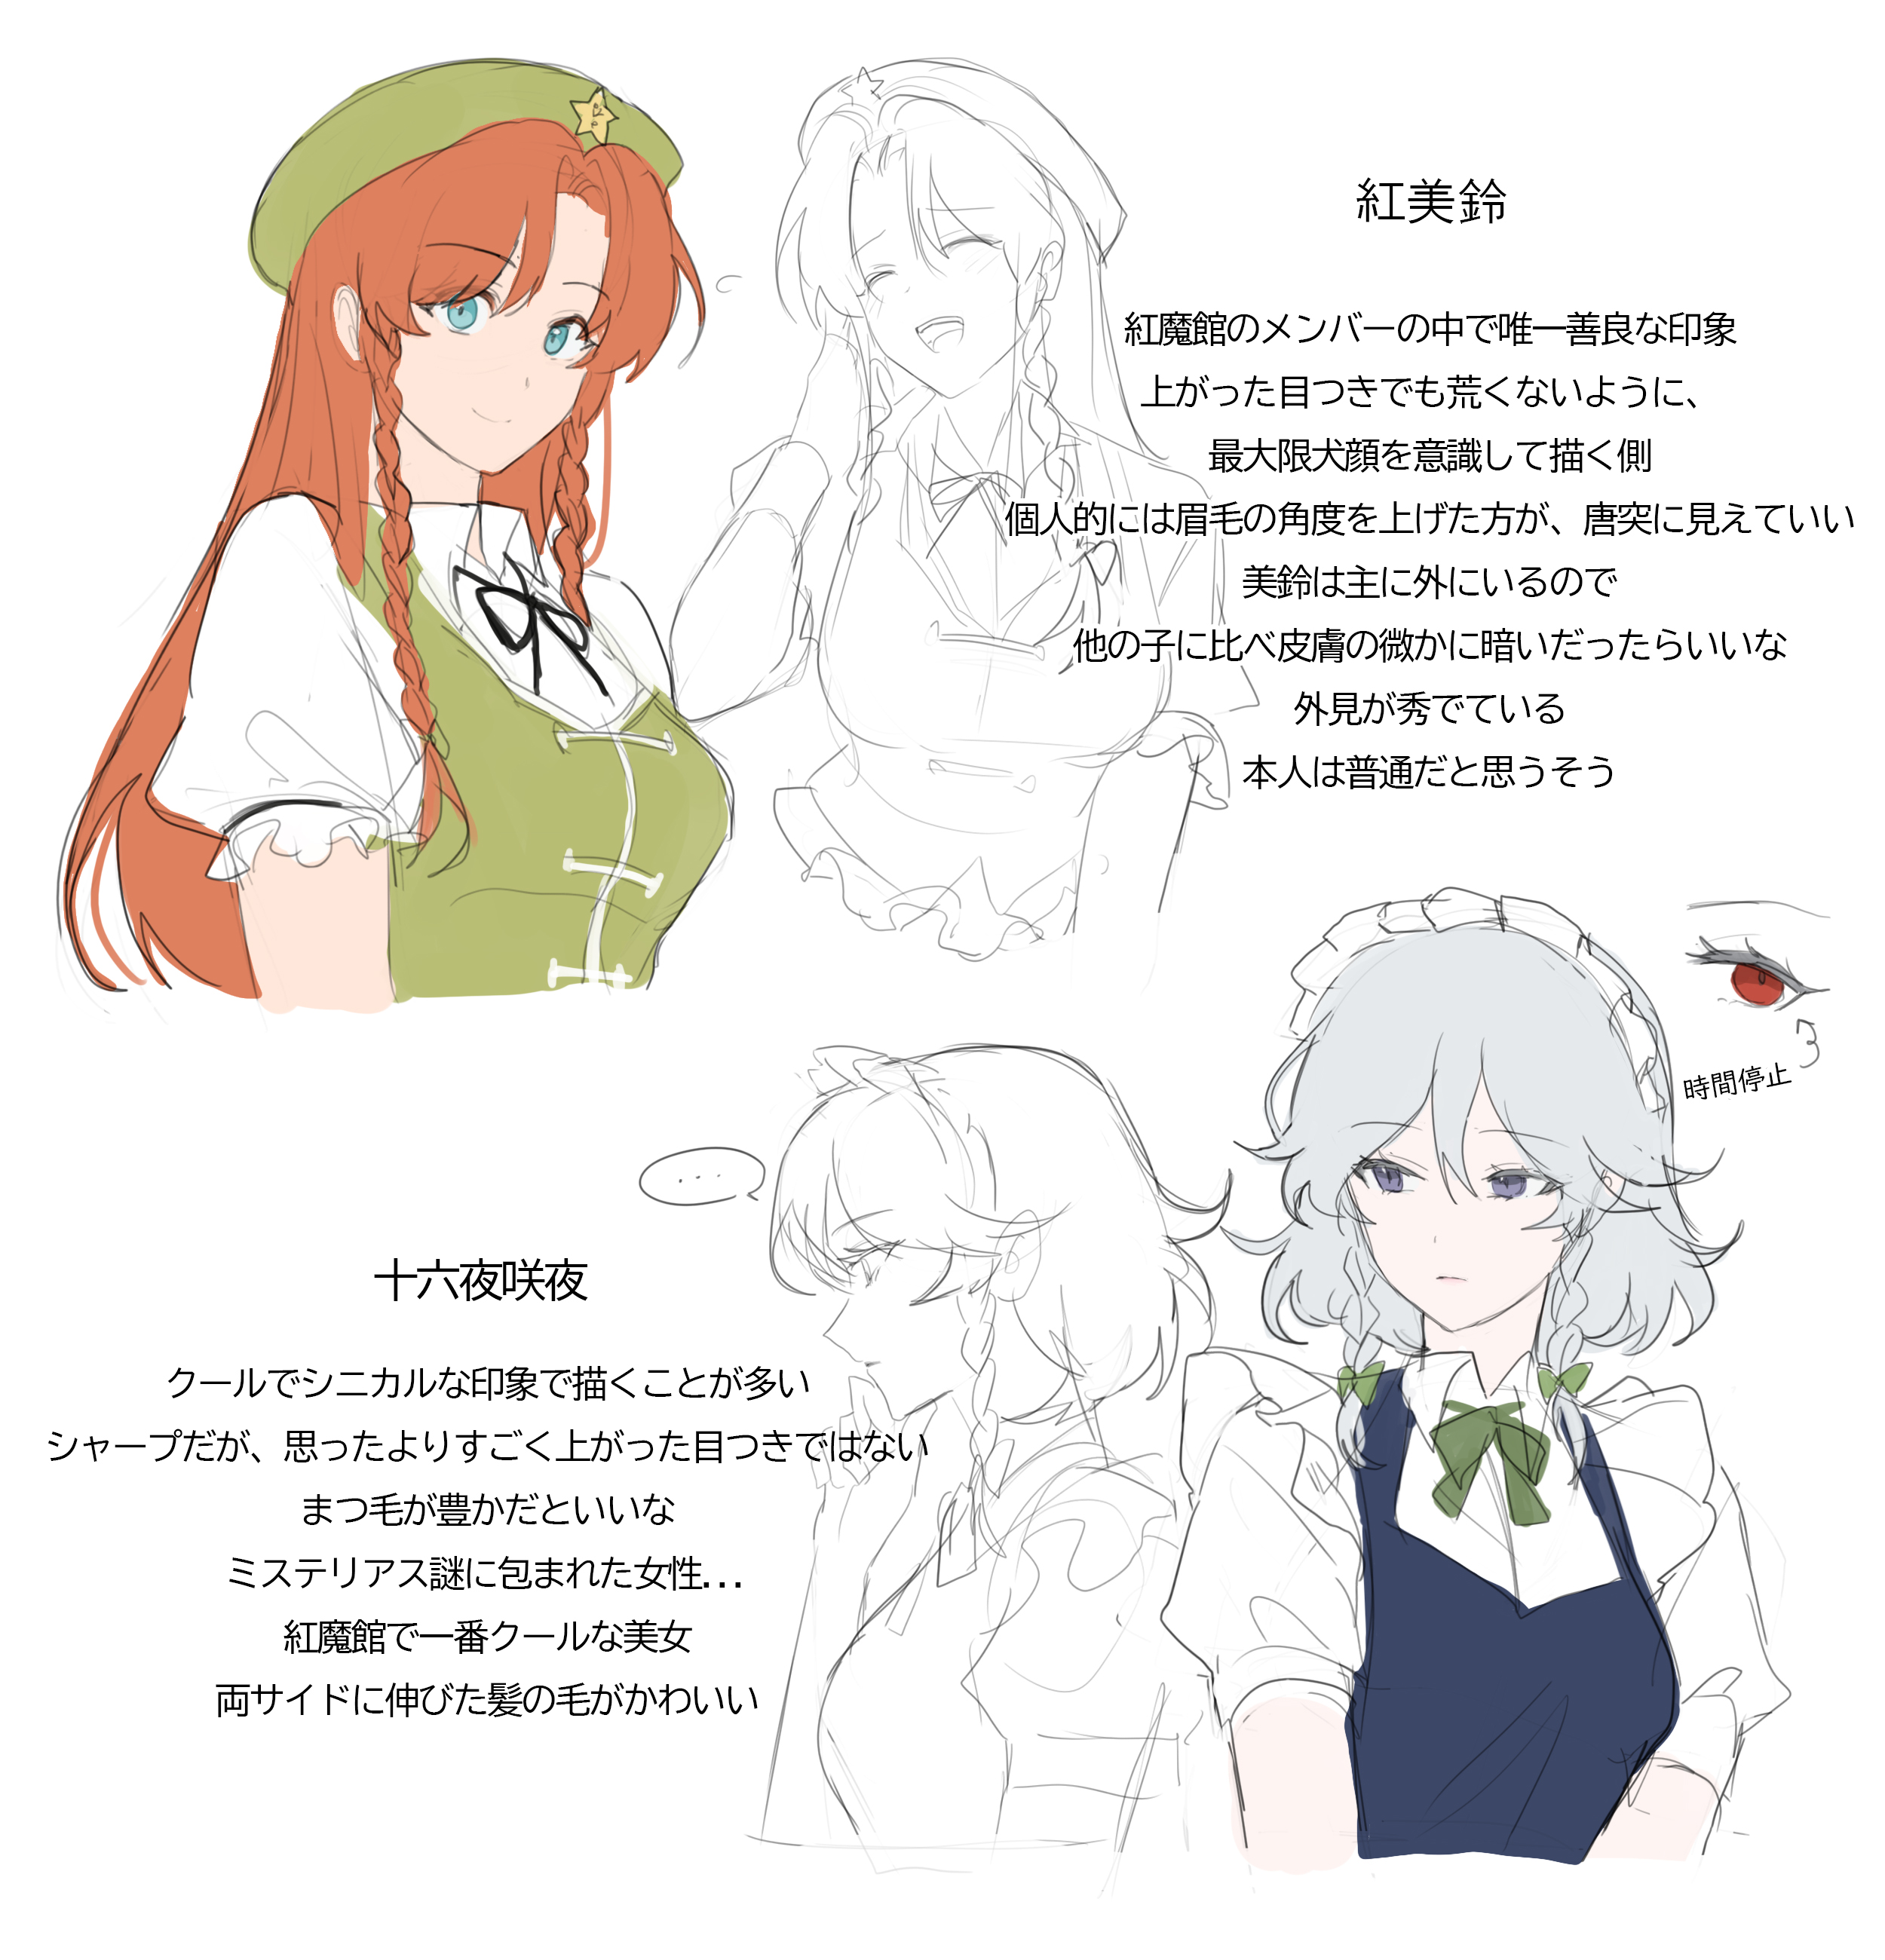 紅美鈴
紅魔館のメンバーの中で唯一善良な印象
上がった目つきでも荒くないように、
最大限犬顔を意識して描く側
個人的には眉毛の角度を上げた方が、唐突に見えていい
美鈴は主に外にいるので
他の子に比べ皮膚の微かに暗いだったらいいな
外見が秀でている
本人は普通だと思うそう
時間停止
...
十六夜咲夜
クールでシニカルな印象で描くことが多い
シャープだが、思ったよりすごく上がった目つきではない
まつ毛が豊かだといいな
ミステリアス謎に包まれた女性...
紅魔館で一番クールな美女
両サイドに伸びた髪の毛がかわいい